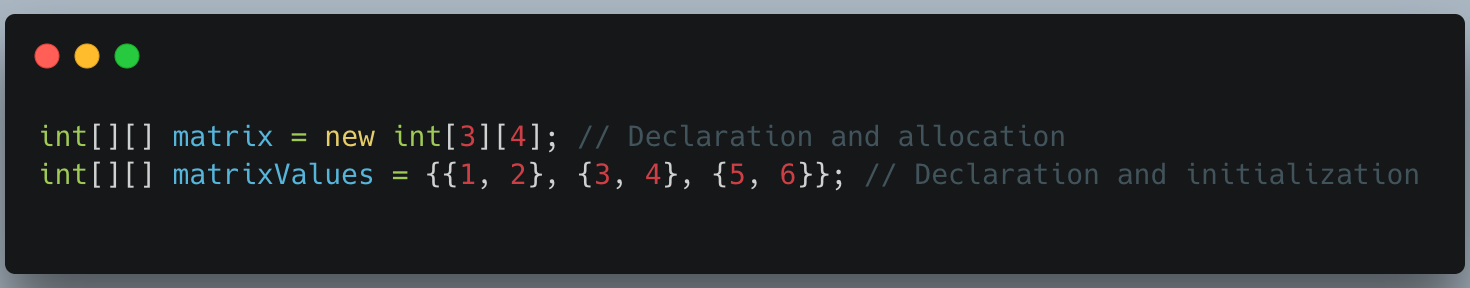 int[][] matrix = new int[3][4]; // Declaration and allocation
int[][] matrixValues = {{1, 2}, {3, 4}, {5, 6}}; // Declaration and initialization